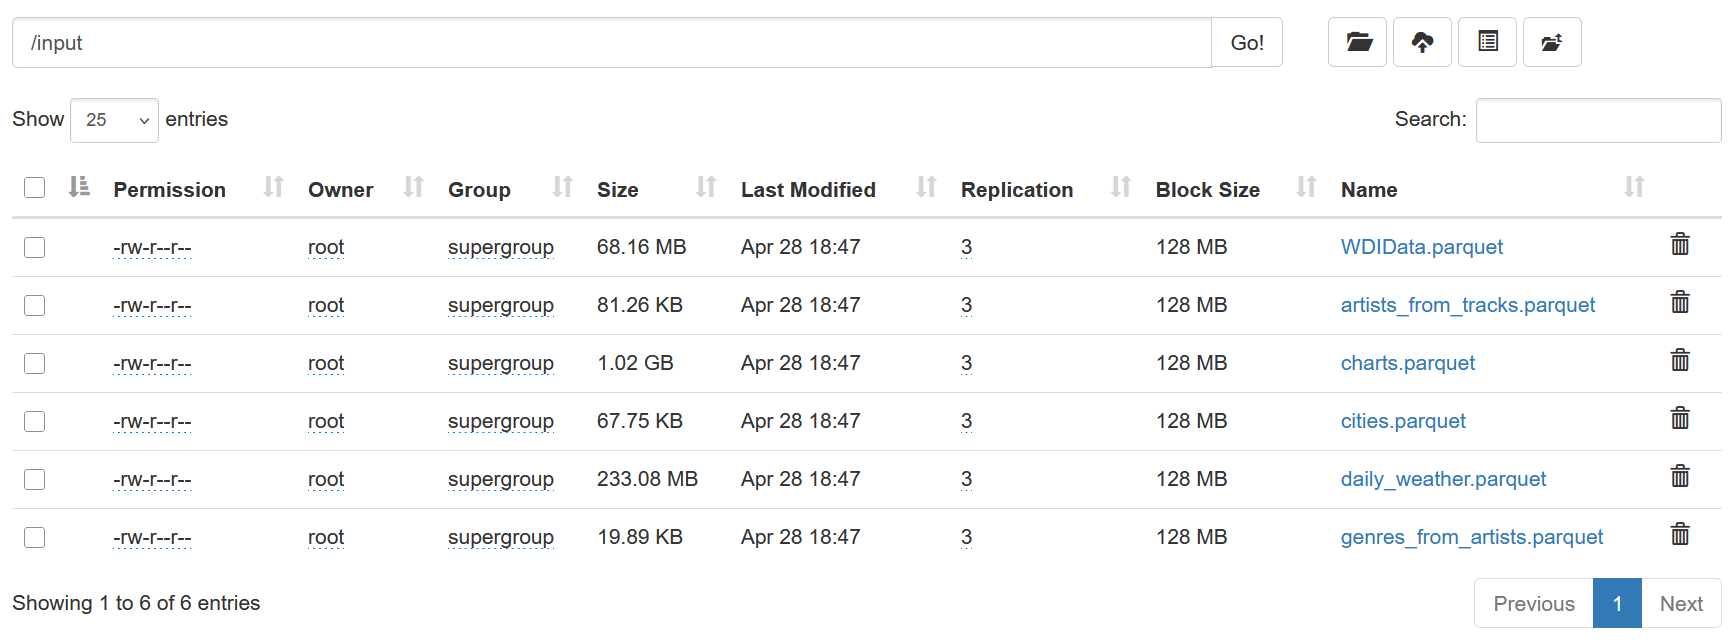 /input Go!
Show 25 entries Search:
Permission Owner Group Size Last Modified Replication Block Size Name
-rw-r--r-- root supergroup 68.16 MB Apr 28 18:47 3 128 MB WDIData.parquet
-rw-r--r-- root supergroup 81.26 KB Apr 28 18:47 3 128 MB artists_from_tracks.parquet
-rw-r--r-- root supergroup 1.02 GB Apr 28 18:47 3 128 MB charts.parquet
-rw-r--r-- root supergroup 67.75 KB Apr 28 18:47 3 128 MB cities.parquet
-rw-r--r-- root supergroup 233.08 MB Apr 28 18:47 3 128 MB daily_weather.parquet
-rw-r--r-- root supergroup 19.89 KB Apr 28 18:47 3 128 MB genres_from_artists.parquet
Showing 1 to 6 of 6 entries Previous 1 Next